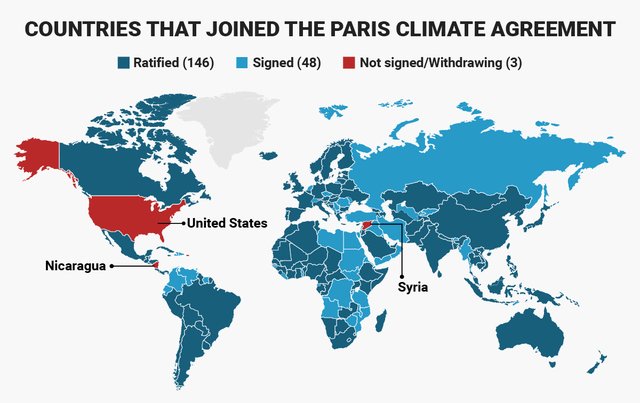 COUNTRIES THAT JOINED THE PARIS CLIMATE AGREEMENT
Ratified (146) Signed (48) Not signed/Withdrawing (3)
United States
Nicaragua
Syria